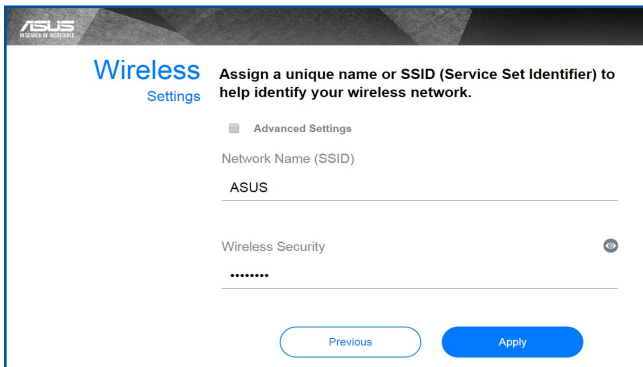 ASUS
IN SEARCH OF INCREDIBLE
Wireless
Settings
Assign a unique name or SSID (Service Set Identifier) to
help identify your wireless network.
Advanced Settings
Network Name (SSID)
ASUS
Wireless Security
••••••••
Previous
Apply